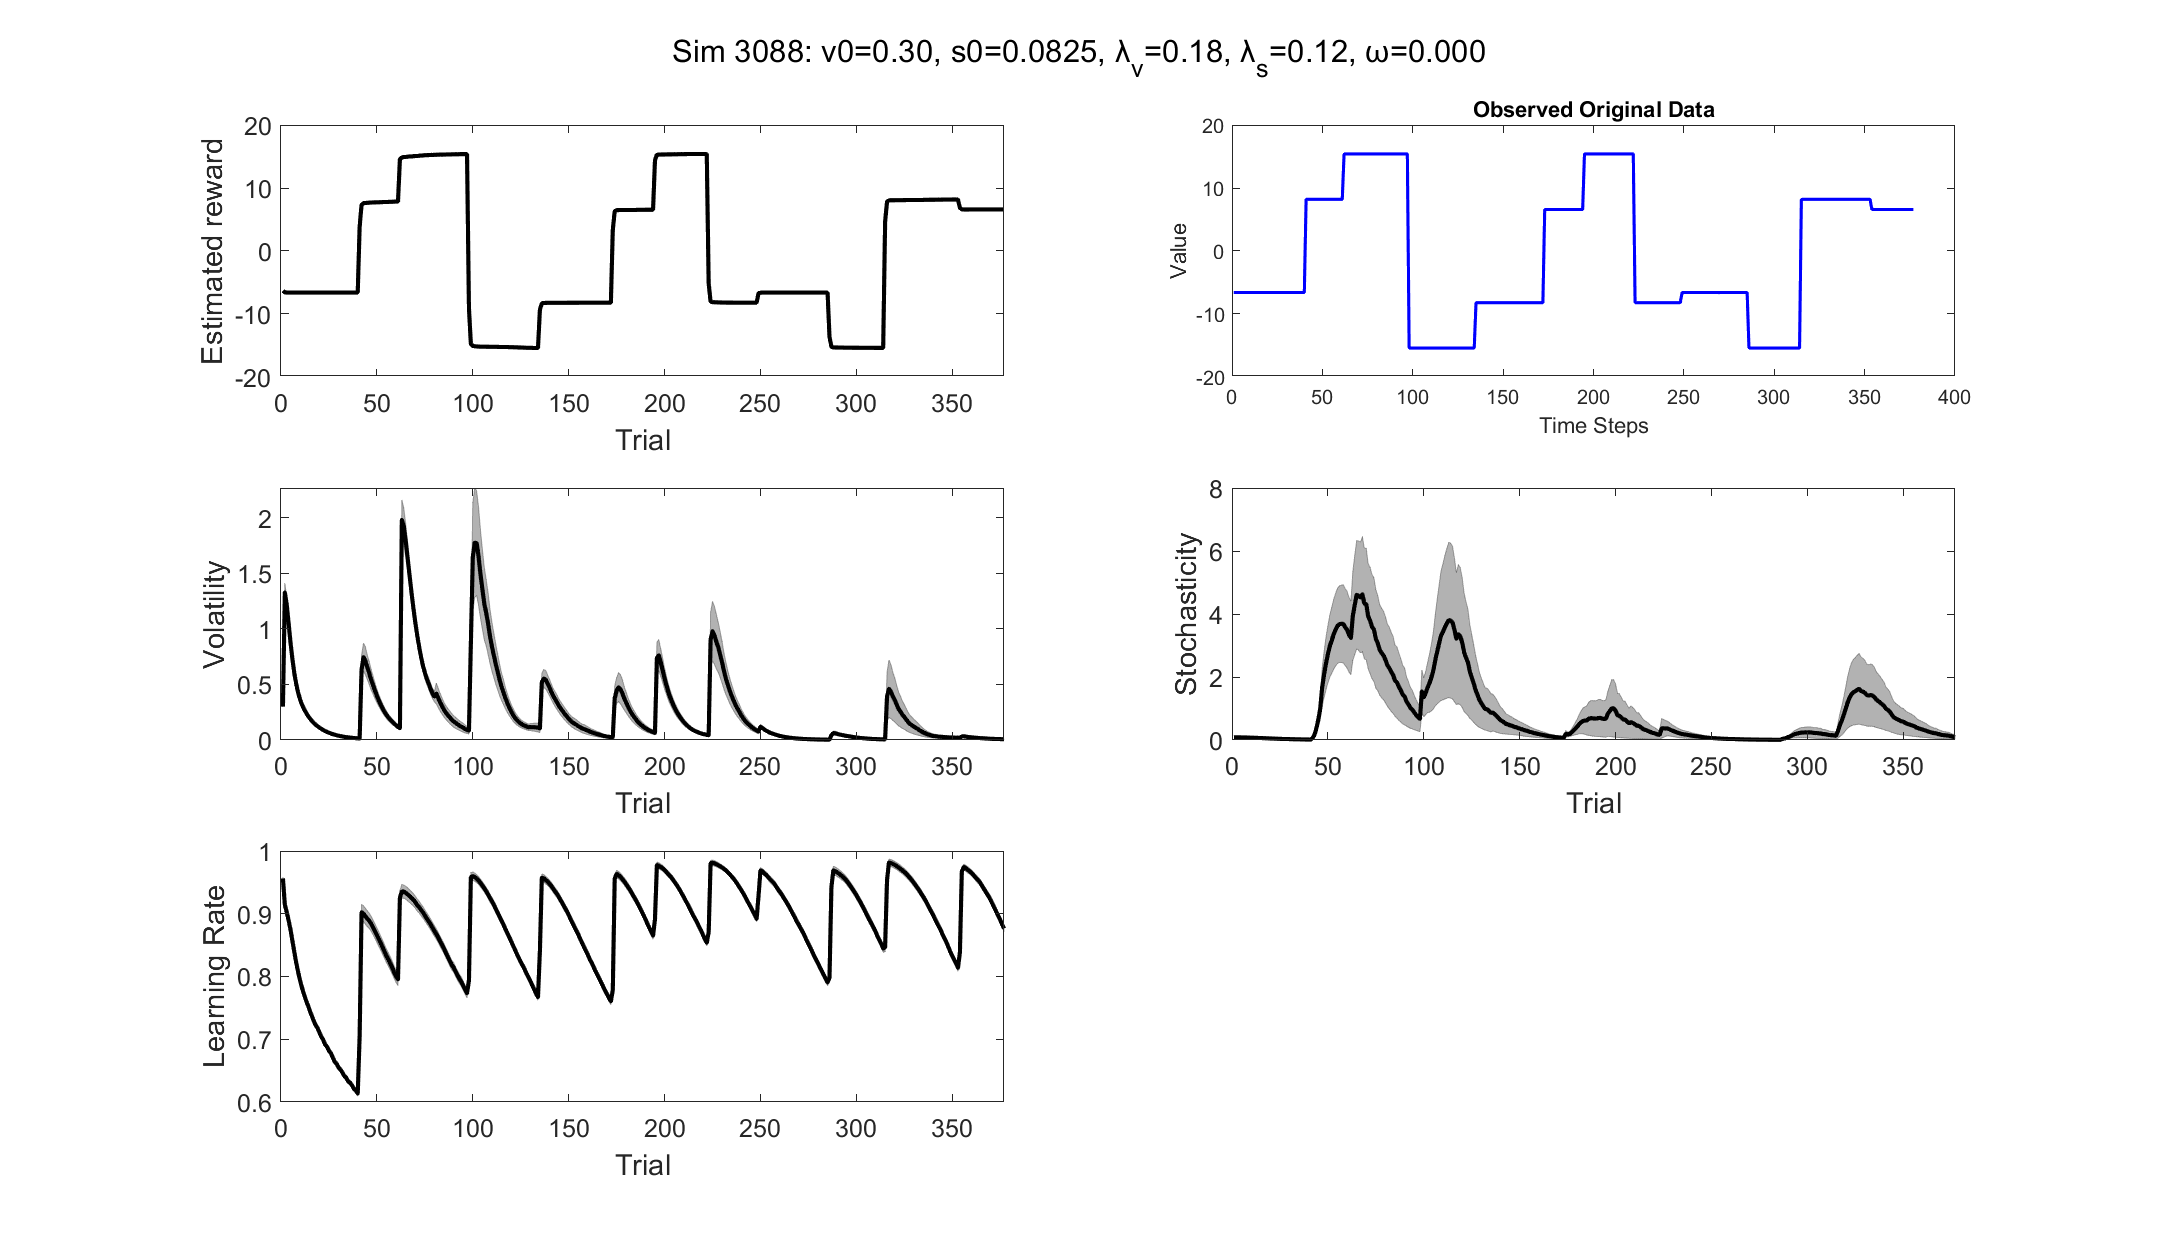 Sim 3088: v0=0.30, s0=0.0825, λv=0.18, λs=0.12, ω=0.000
Estimated reward
20
10
0
-10
-20
0 50 100 150 200 250 300 350
Trial
Observed Original Data
Value
20
10
0
-10
-20
0 50 100 150 200 250 300 350 400
Time Steps
Volatility
2
1.5
1
0.5
0
0 50 100 150 200 250 300 350
Trial
Stochasticity
8
6
4
2
0
0 50 100 150 200 250 300 350
Trial
Learning Rate
1
0.9
0.8
0.7
0.6
0 50 100 150 200 250 300 350
Trial